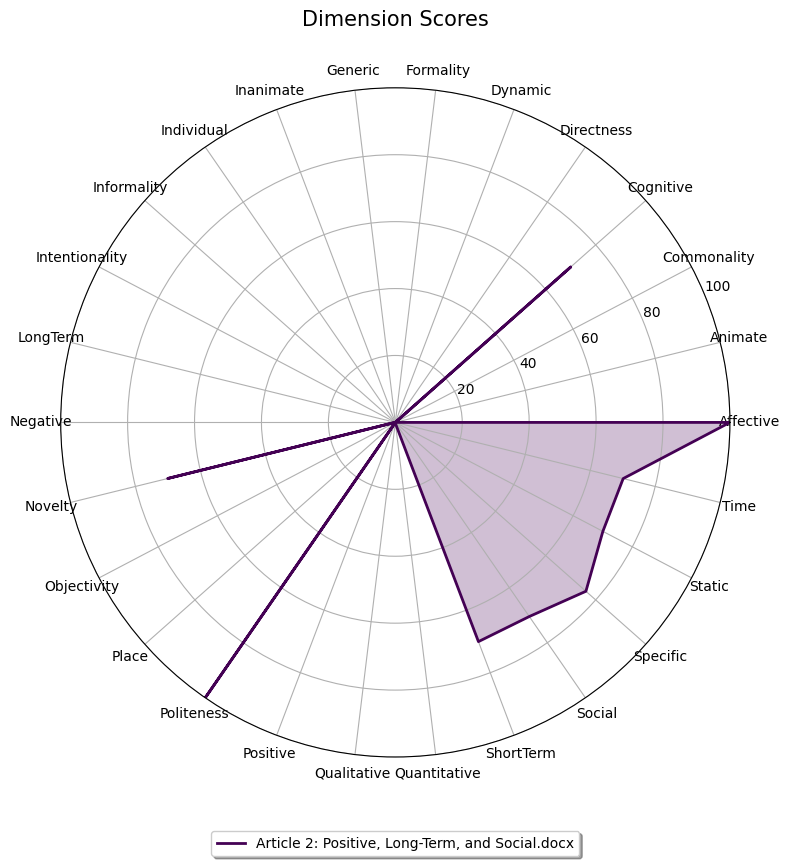 Dimension Scores
Generic Formality
Inanimate Dynamic
Individual Directness
Informality Cognitive
Intentionality Commonality
100
80
LongTerm 60 Animate
40
20
Negative Affective
Novelty Time
Objectivity Static
Place Specific
Politeness Social
Positive ShortTerm
Qualitative Quantitative
Article 2: Positive, Long-Term, and Social.docx